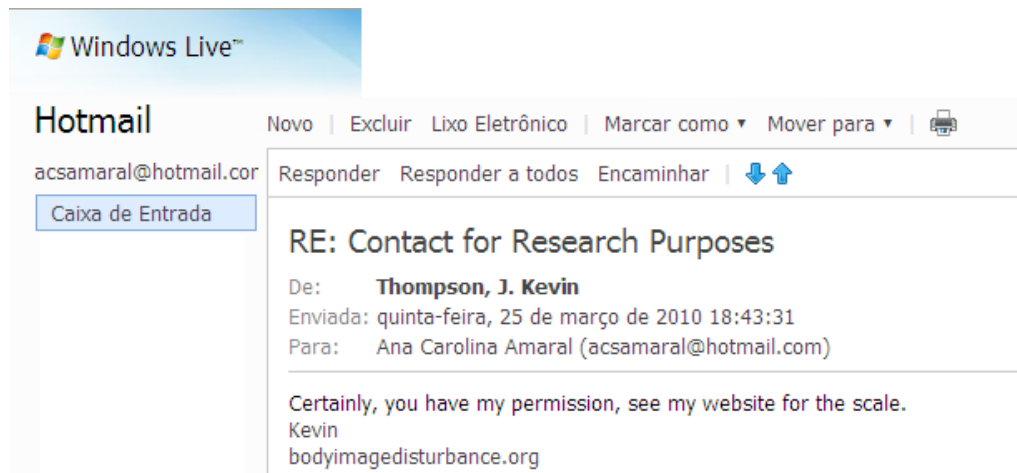 Windows Live™
Hotmail
Novo | Excluir Lixo Eletrônico | Marcar como ▾ Mover para ▾ |
acsamaral@hotmail.cor
Responder Responder a todos Encaminhar |
Caixa de Entrada
RE: Contact for Research Purposes
De: Thompson, J. Kevin
Enviada: quinta-feira, 25 de março de 2010 18:43:31
Para: Ana Carolina Amaral (acsamaral@hotmail.com)
Certainly, you have my permission, see my website for the scale.
Kevin
bodyimagedisturbance.org